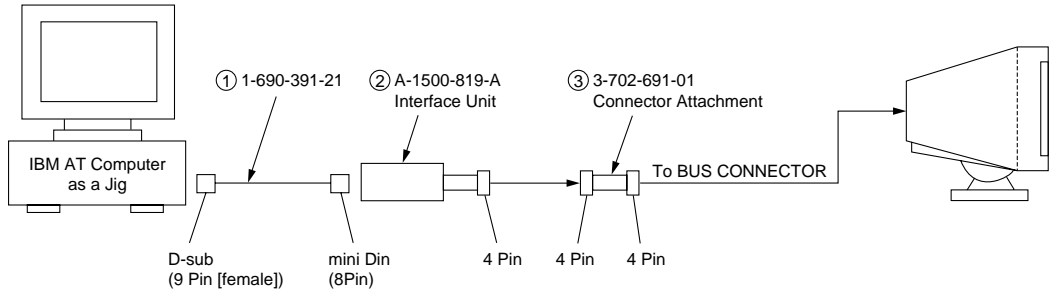 ① 1-690-391-21
② A-1500-819-A
Interface Unit
③ 3-702-691-01
Connector Attachment
IBM AT Computer
as a Jig
To BUS CONNECTOR
D-sub
(9 Pin [female])
mini Din
(8Pin)
4 Pin
4 Pin
4 Pin